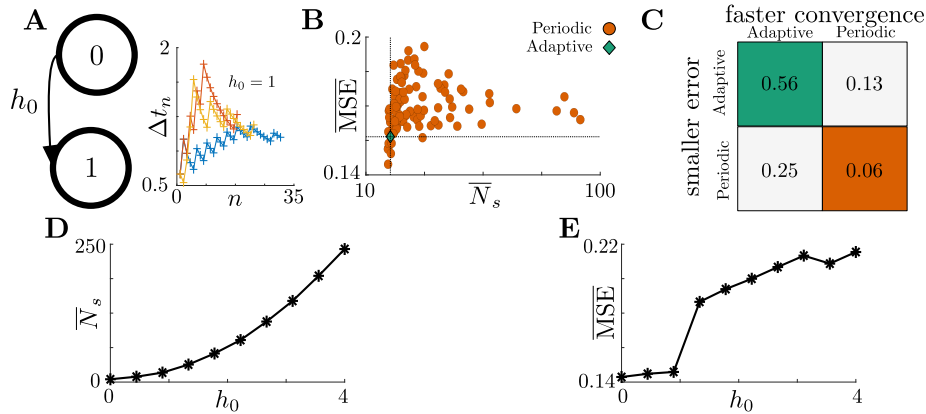 A
0
h₀
1
2
Δtₙ
0.5
h₀ = 1
0
n
35
B
0.2
MSE
0.14
10
N̅ₛ
100
Periodic
Adaptive
C
faster convergence
Adaptive Periodic
smaller error
Adaptive
Periodic
0.56 0.13
0.25 0.06
D
250
N̅ₛ
0
0
h₀
4
E
0.22
MSE
0.14
0
h₀
4